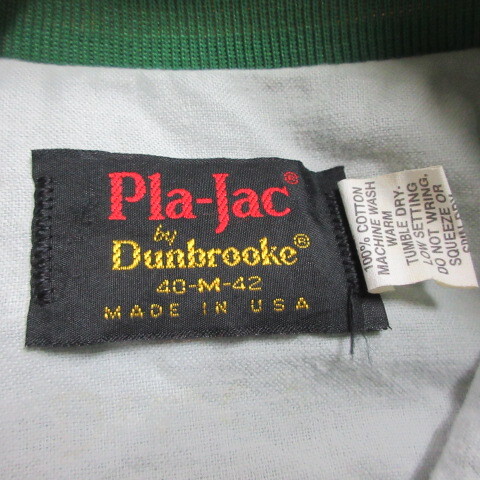 Pla-Jac®
by
Dunbrooke®
40-M-42
MADE IN USA
100% COTTON
MACHINE WASH
WARM
TUMBLE DRY-
LOW SETTING.
DO NOT WRING,
SQUEEZE OR